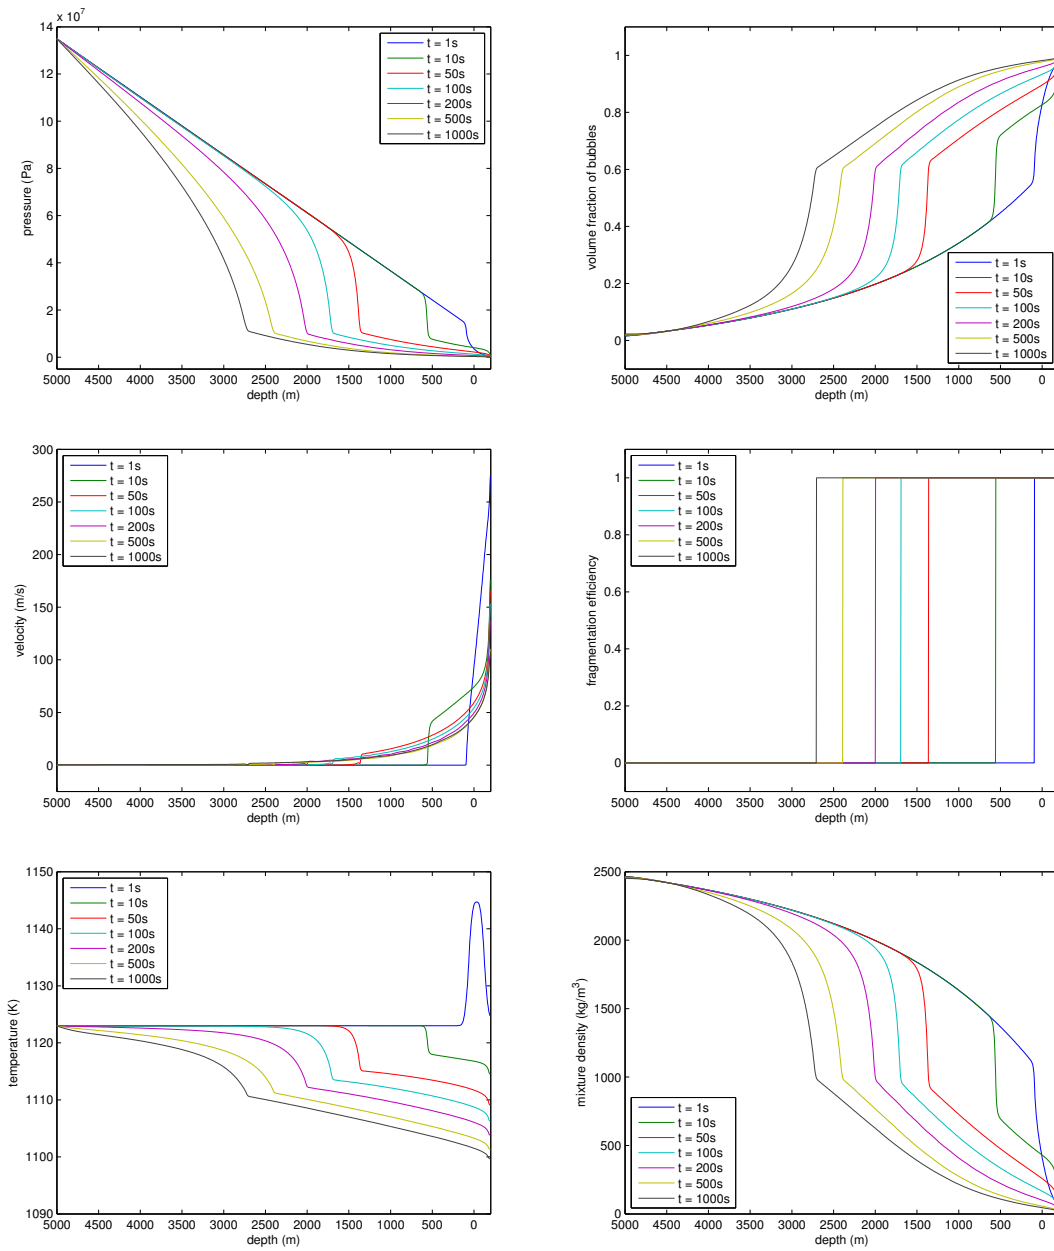 x 10⁷
14
12
10
8
6
4
2
0
pressure (Pa)
t = 1s
t = 10s
t = 50s
t = 100s
t = 200s
t = 500s
t = 1000s
5000 4500 4000 3500 3000 2500 2000 1500 1000 500 0
depth (m)
1
0.8
0.6
0.4
0.2
0
volume fraction of bubbles
t = 1s
t = 10s
t = 50s
t = 100s
t = 200s
t = 500s
t = 1000s
5000 4500 4000 3500 3000 2500 2000 1500 1000 500 0
depth (m)
300
250
200
150
100
50
0
velocity (m/s)
t = 1s
t = 10s
t = 50s
t = 100s
t = 200s
t = 500s
t = 1000s
5000 4500 4000 3500 3000 2500 2000 1500 1000 500 0
depth (m)
1
0.8
0.6
0.4
0.2
0
fragmentation efficiency
t = 1s
t = 10s
t = 50s
t = 100s
t = 200s
t = 500s
t = 1000s
5000 4500 4000 3500 3000 2500 2000 1500 1000 500 0
depth (m)
1150
1140
1130
1120
1110
1100
1090
temperature (K)
t = 1s
t = 10s
t = 50s
t = 100s
t = 200s
t = 500s
t = 1000s
5000 4500 4000 3500 3000 2500 2000 1500 1000 500 0
depth (m)
2500
2000
1500
1000
500
0
mixture density (kg/m³)
t = 1s
t = 10s
t = 50s
t = 100s
t = 200s
t = 500s
t = 1000s
5000 4500 4000 3500 3000 2500 2000 1500 1000 500 0
depth (m)